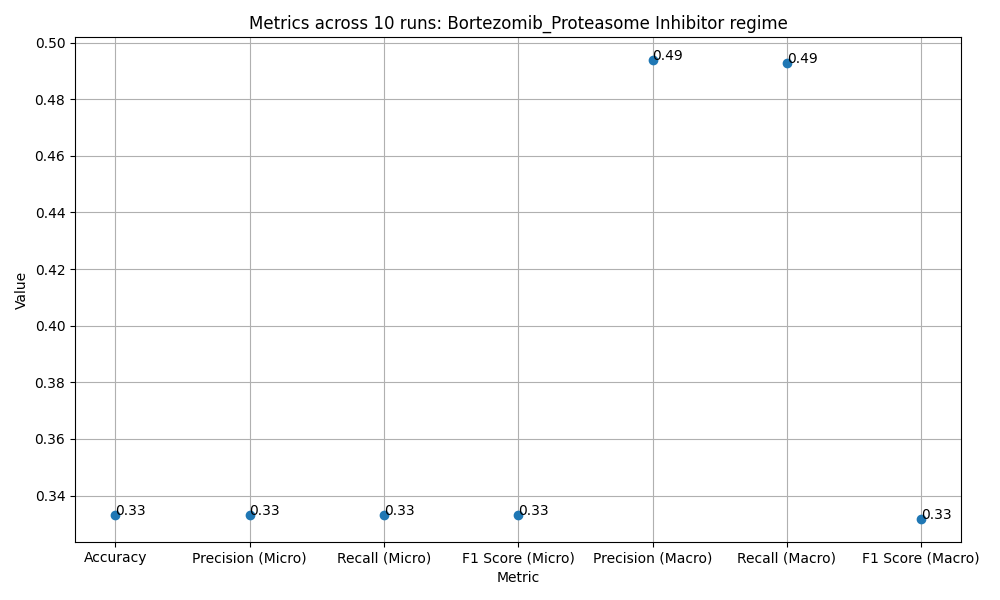 Metrics across 10 runs: Bortezomib_Proteasome Inhibitor regime
0.50
0.48
0.46
0.44
0.42
0.40
0.38
0.36
0.34
Value
0.33
0.33
0.33
0.33
0.49
0.49
0.33
Accuracy
Precision (Micro)
Recall (Micro)
F1 Score (Micro)
Precision (Macro)
Recall (Macro)
F1 Score (Macro)
Metric